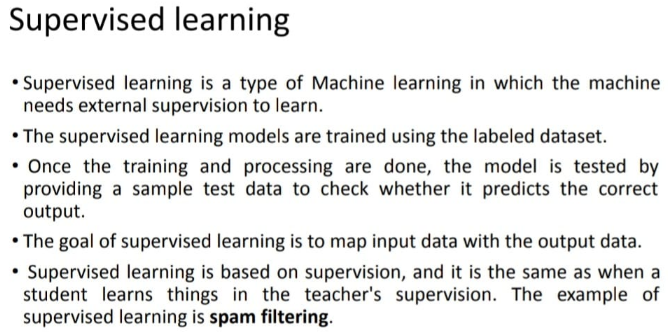 Supervised learning
• Supervised learning is a type of Machine learning in which the machine
needs external supervision to learn.
• The supervised learning models are trained using the labeled dataset.
• Once the training and processing are done, the model is tested by
providing a sample test data to check whether it predicts the correct
output.
• The goal of supervised learning is to map input data with the output data.
• Supervised learning is based on supervision, and it is the same as when a
student learns things in the teacher's supervision. The example of
supervised learning is spam filtering.